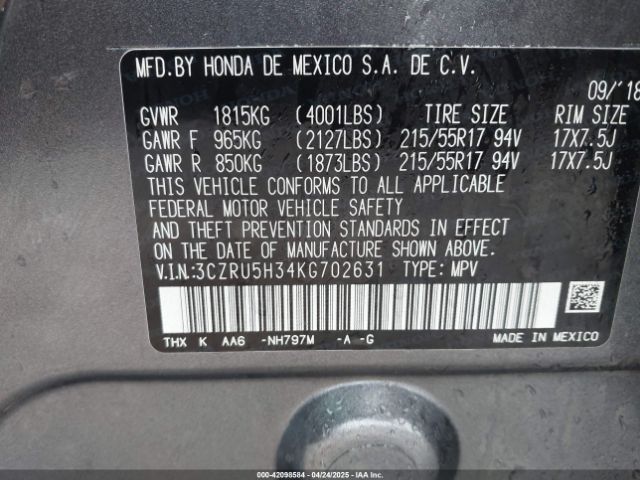 MFD.BY HONDA DE MEXICO S.A. DE C.V.
09/'18
GVWR 1815KG (4001LBS) TIRE SIZE RIM SIZE
GAWR F 965KG (2127LBS) 215/55R17 94V 17X7.5J
GAWR R 850KG (1873LBS) 215/55R17 94V 17X7.5J
THIS VEHICLE CONFORMS TO ALL APPLICABLE
FEDERAL MOTOR VEHICLE SAFETY
AND THEFT PREVENTION STANDARDS IN EFFECT
ON THE DATE OF MANUFACTURE SHOWN ABOVE.
V.I.N.:3CZRU5H34KG702631 TYPE: MPV
THX K AA6 -NH797M -A -G
MADE IN MEXICO
000-42098584 04/24/2025 - IAAI.COM